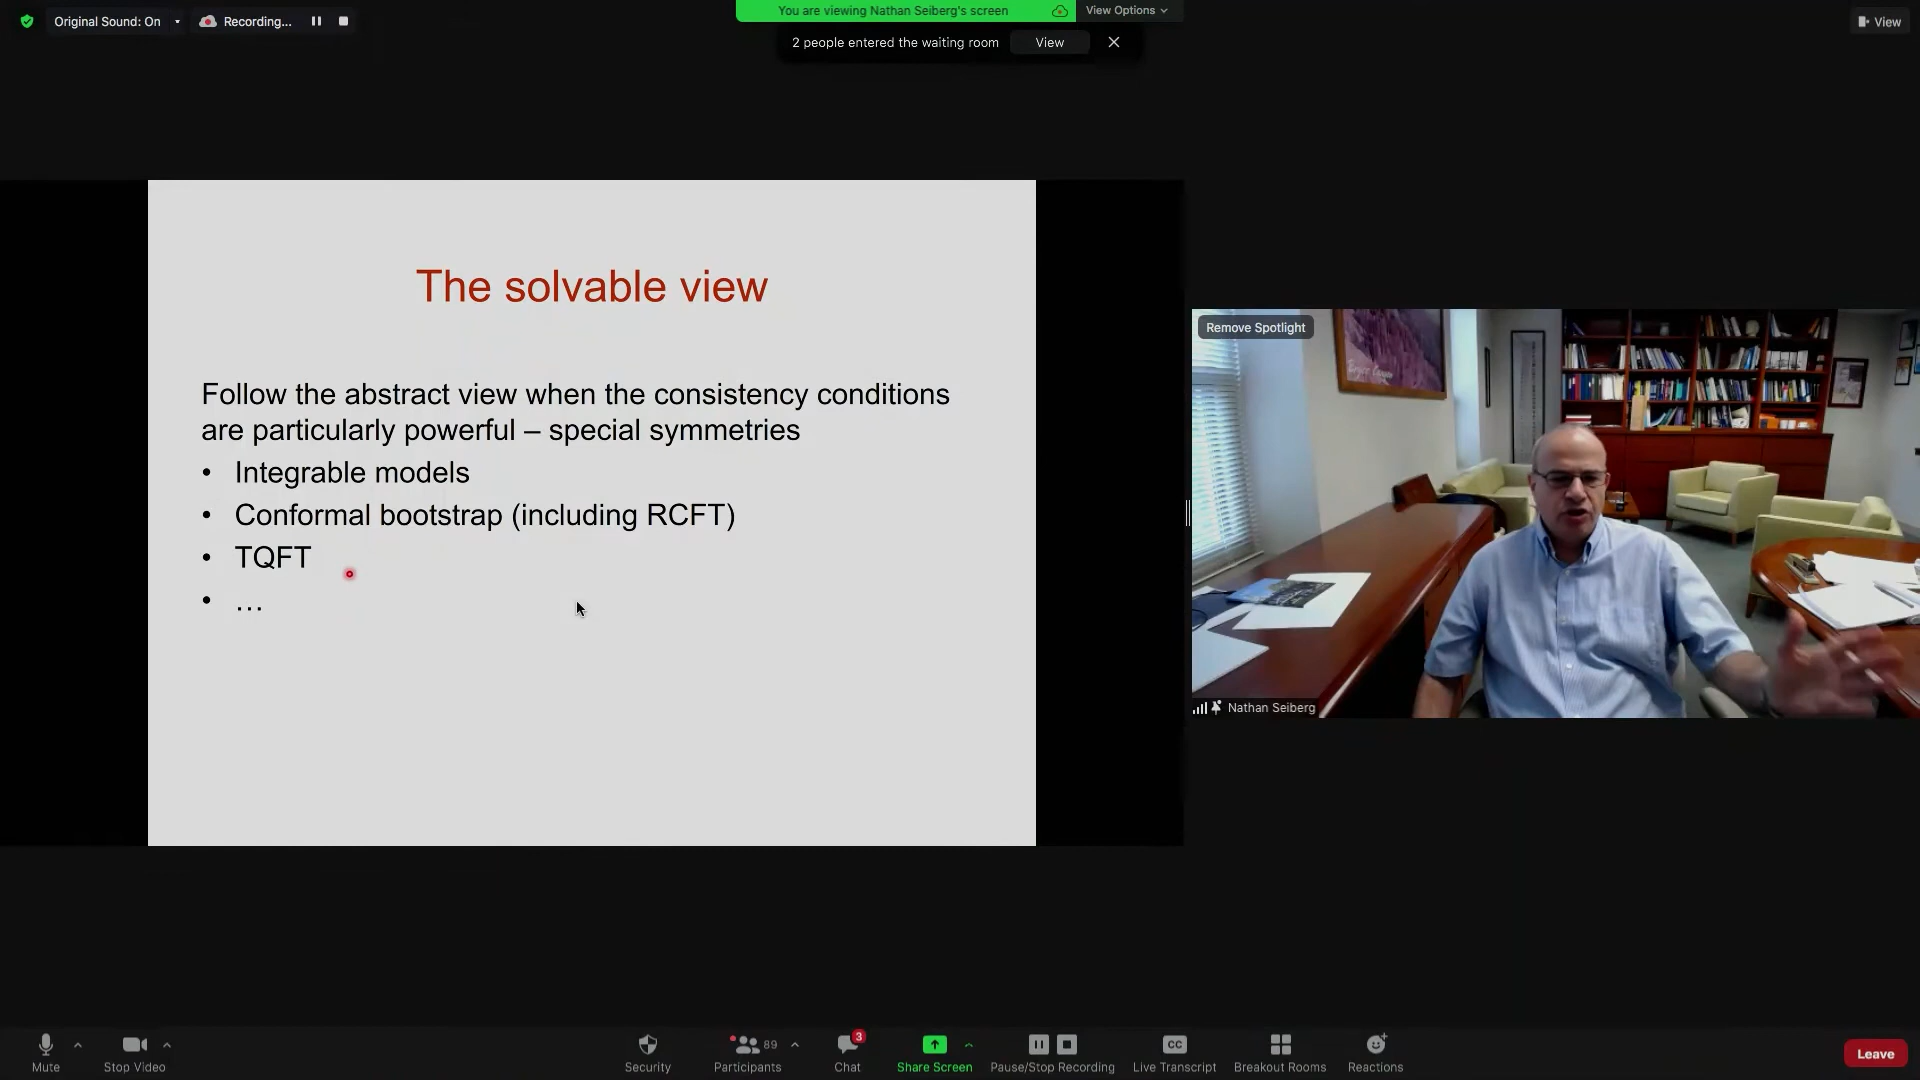 Original Sound: On
Recording...
You are viewing Nathan Seiberg's screen
View Options
2 people entered the waiting room
View
View
The solvable view
Follow the abstract view when the consistency conditions
are particularly powerful – special symmetries
• Integrable models
• Conformal bootstrap (including RCFT)
• TQFT
• …
Remove Spotlight
Bryce Canyon
Nathan Seiberg
Mute
Stop Video
Security
89
Participants
3
Chat
Share Screen
Pause/Stop Recording
CC
Live Transcript
Breakout Rooms
Reactions
Leave